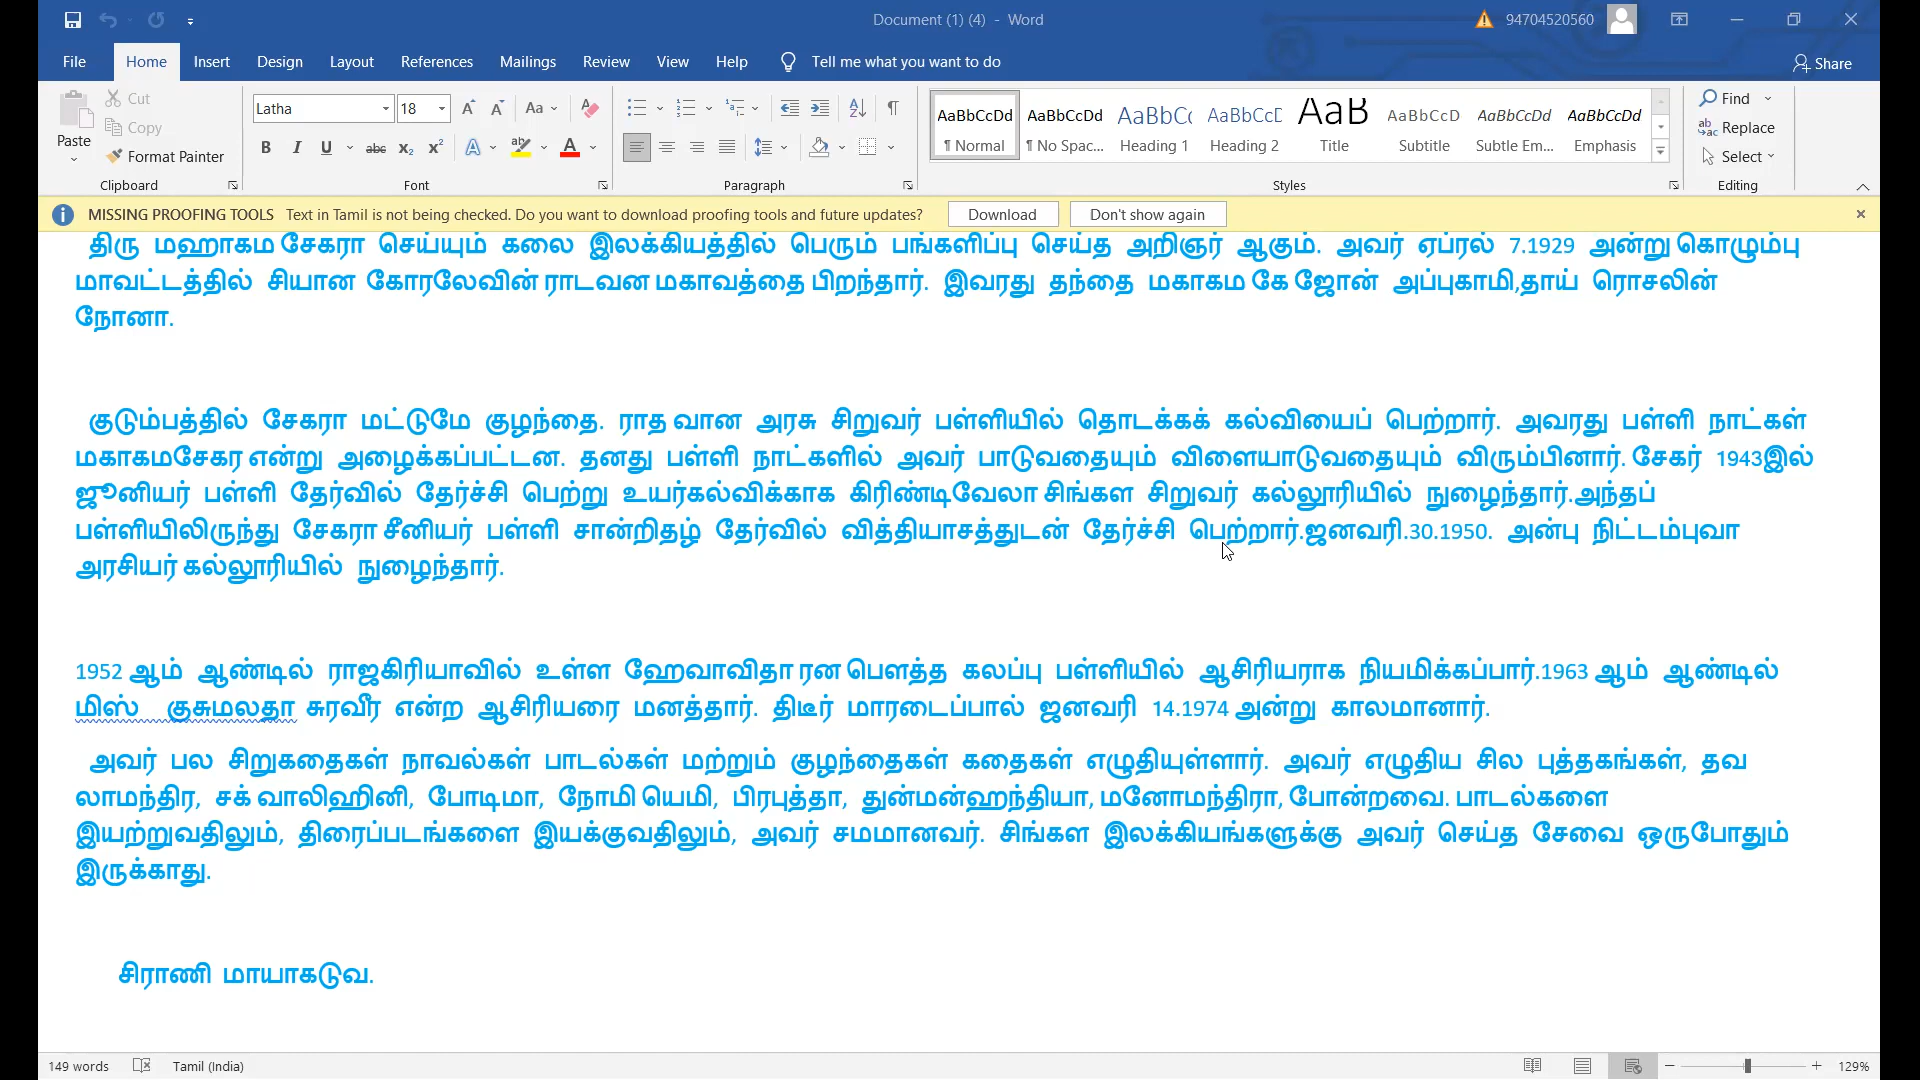 Document (1) (4) - Word
94704520560
File Home Insert Design Layout References Mailings Review View Help Tell me what you want to do Share
Paste
Cut
Copy
Format Painter
Clipboard
Latha 18
Font
Paragraph
AaBbCcDd AaBbCcDd AaBbC( AaBbCcD AaB AaBbCcD AaBbCcDd AaBbCcDd
¶ Normal ¶ No Spac... Heading 1 Heading 2 Title Subtitle Subtle Em... Emphasis
Styles
Find
Replace
Select
Editing
MISSING PROOFING TOOLS Text in Tamil is not being checked. Do you want to download proofing tools and future updates? Download Don't show again
திரு மஹாகம சேகரா செய்யும் கலை இலக்கியத்தில் பெரும் பங்களிப்பு செய்த அறிஞர் ஆகும். அவர் ஏப்ரல் 7.1929 அன்று கொழும்பு
மாவட்டத்தில் சியான கோரலேவின் ராடவன மகாவத்தை பிறந்தார். இவரது தந்தை மகாகம கே ஜோன் அப்புகாமி,தாய் ரொசலின்
நோனா.
குடும்பத்தில் சேகரா மட்டுமே குழந்தை. ராத வான அரசு சிறுவர் பள்ளியில் தொடக்கக் கல்வியைப் பெற்றார். அவரது பள்ளி நாட்கள்
மகாகமசேகர என்று அழைக்கப்பட்டன. தனது பள்ளி நாட்களில் அவர் பாடுவதையும் விளையாடுவதையும் விரும்பினார். சேகர் 1943இல்
ஜூனியர் பள்ளி தேர்வில் தேர்ச்சி பெற்று உயர்கல்விக்காக கிரிண்டிவேலா சிங்கள சிறுவர் கல்லூரியில் நுழைந்தார்.அந்தப்
பள்ளியிலிருந்து சேகரா சீனியர் பள்ளி சான்றிதழ் தேர்வில் வித்தியாசத்துடன் தேர்ச்சி பெற்றார்.ஜனவரி.30.1950. அன்பு நிட்டம்புவா
அரசியர் கல்லூரியில் நுழைந்தார்.
1952 ஆம் ஆண்டில் ராஜகிரியாவில் உள்ள ஹேவாவிதா ரன பௌத்த கலப்பு பள்ளியில் ஆசிரியராக நியமிக்கப்பார்.1963 ஆம் ஆண்டில்
மிஸ் குசுமலதா சுரவீர என்ற ஆசிரியரை மனத்தார். திடீர் மாரடைப்பால் ஜனவரி 14.1974 அன்று காலமானார்.
அவர் பல சிறுகதைகள் நாவல்கள் பாடல்கள் மற்றும் குழந்தைகள் கதைகள் எழுதியுள்ளார். அவர் எழுதிய சில புத்தகங்கள், தவ
லாமந்திர, சக் வாலிஹினி, போடிமா, நோமி யெமி, பிரபுத்தா, துன்மன்ஹந்தியா, மனோமந்திரா, போன்றவை. பாடல்களை
இயற்றுவதிலும், திரைப்படங்களை இயக்குவதிலும், அவர் சமமானவர். சிங்கள இலக்கியங்களுக்கு அவர் செய்த சேவை ஒருபோதும்
இருக்காது.
சிராணி மாயாகடுவ.
149 words Tamil (India) 129%